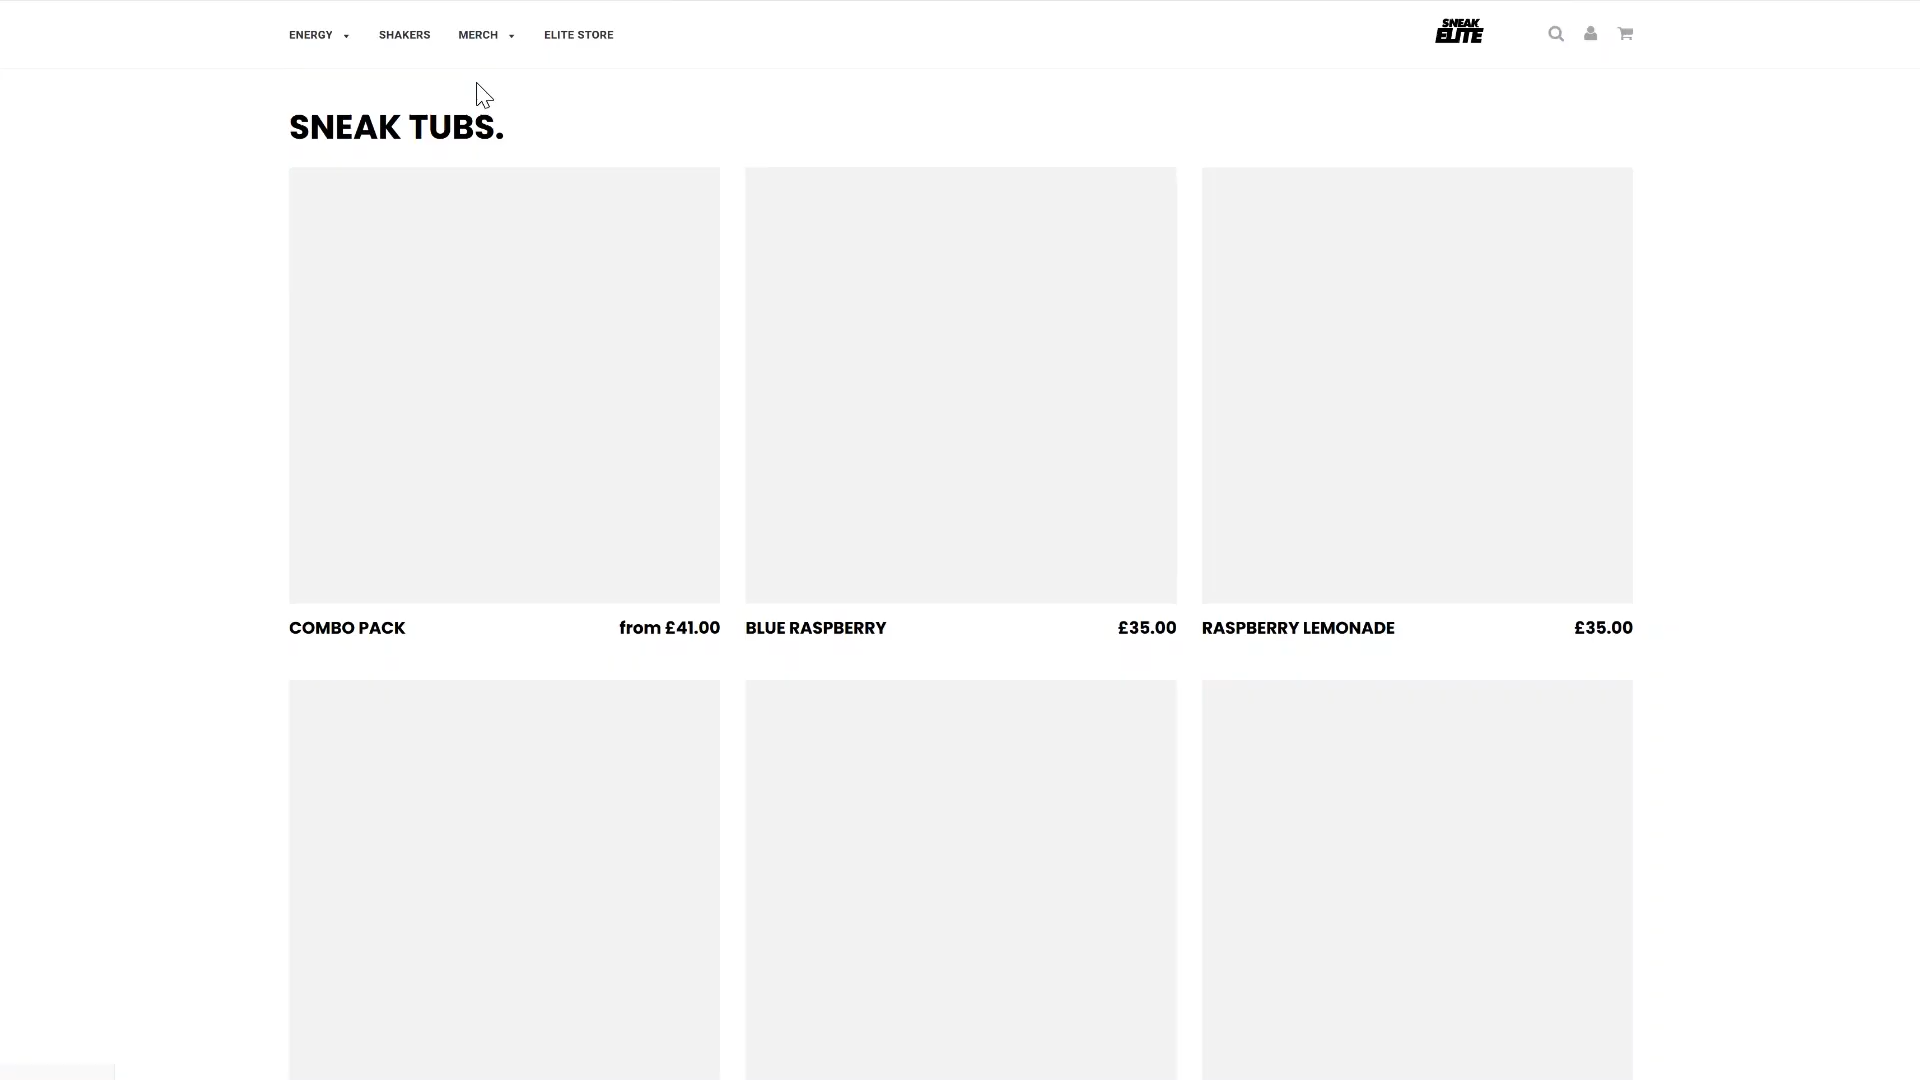 ENERGY
SHAKERS
MERCH
ELITE STORE
SNEAK
ELITE
SNEAK TUBS.
COMBO PACK from £41.00
BLUE RASPBERRY £35.00
RASPBERRY LEMONADE £35.00